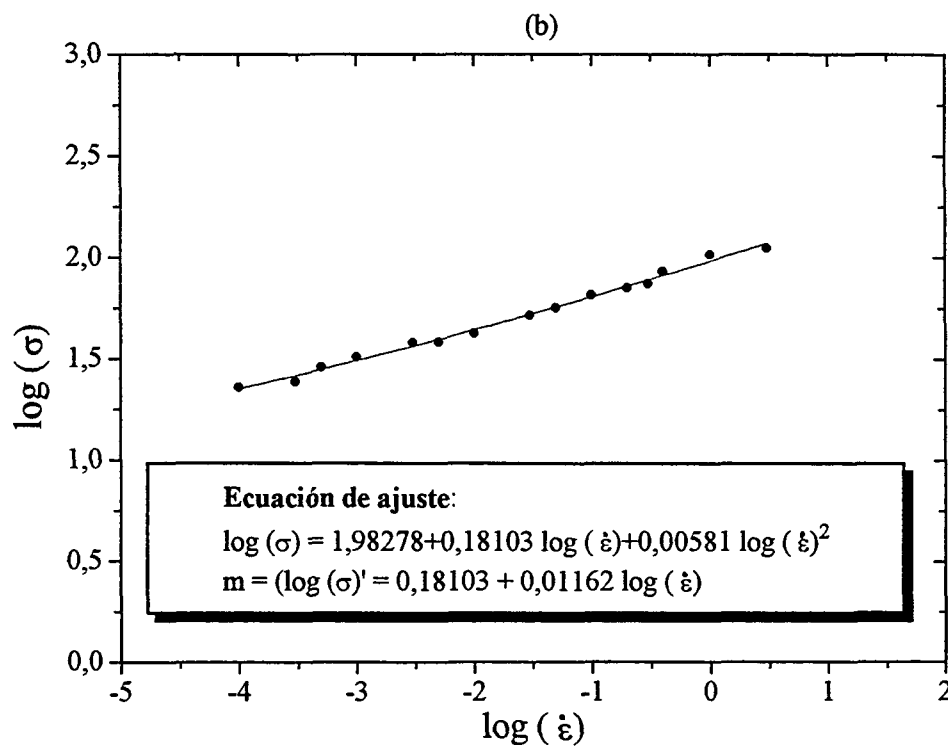 (b)
3,0
2,5
2,0
1,5
1,0
0,5
0,0
log (σ)
Ecuación de ajuste:
log (σ) = 1,98278+0,18103 log (ε̇)+0,00581 log (ε̇)²
m = (log (σ)' = 0,18103 + 0,01162 log (ε̇)
-5 -4 -3 -2 -1 0 1 2
log (ε̇)